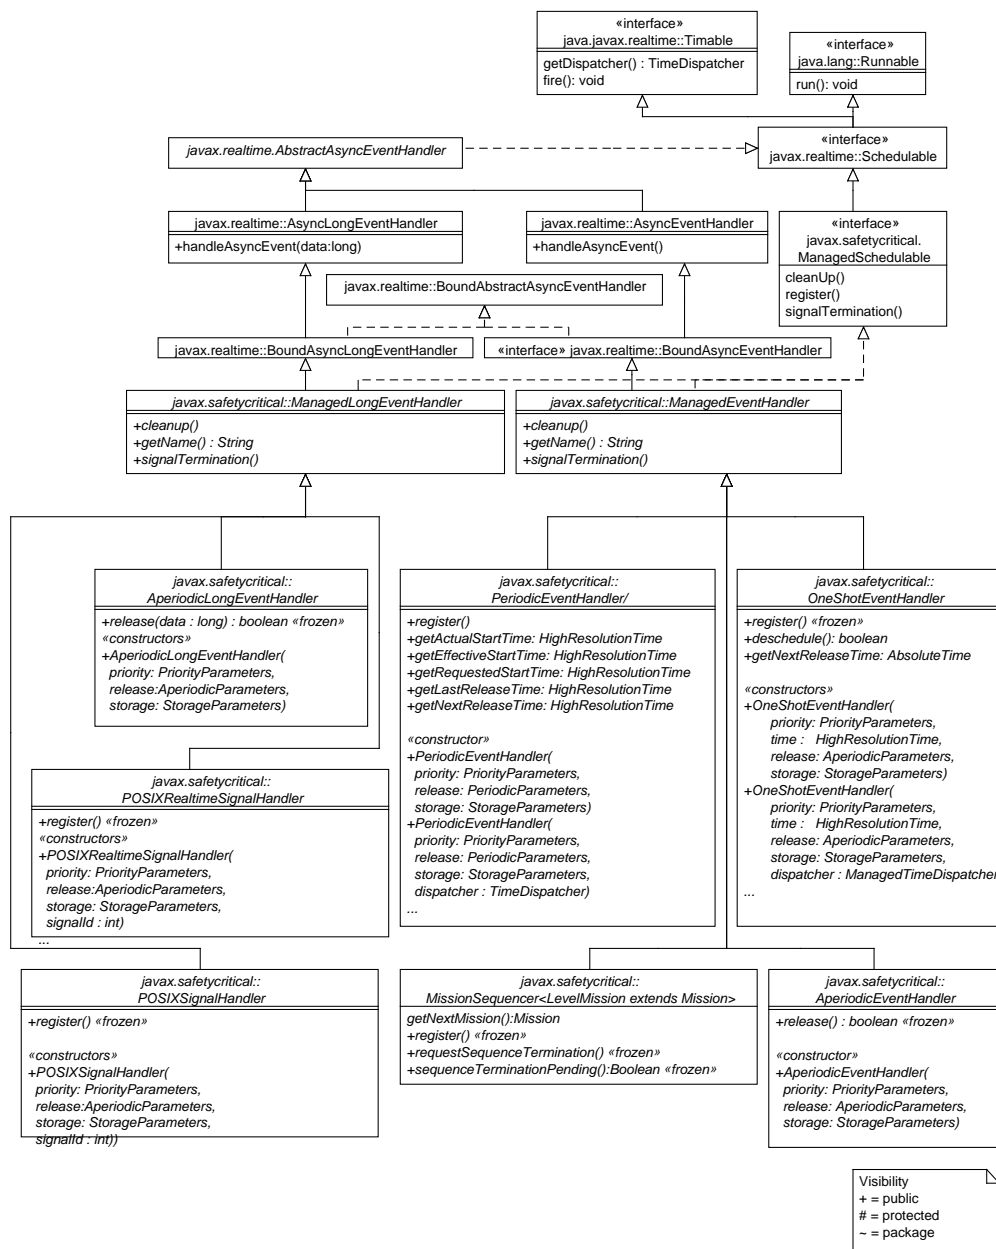 «interface»
java.javax.realtime::Timable
getDispatcher() : TimeDispatcher
fire(): void
«interface»
java.lang::Runnable
run(): void
javax.realtime.AbstractAsyncEventHandler
«interface»
javax.realtime::Schedulable
javax.realtime::AsyncLongEventHandler
+handleAsyncEvent(data:long)
javax.realtime::AsyncEventHandler
+handleAsyncEvent()
«interface»
javax.safetycritical.
ManagedSchedulable
cleanUp()
register()
signalTermination()
javax.realtime::BoundAbstractAsyncEventHandler
javax.realtime::BoundAsyncLongEventHandler
«interface» javax.realtime::BoundAsyncEventHandler
javax.safetycritical::ManagedLongEventHandler
+cleanup()
+getName() : String
+signalTermination()
javax.safetycritical::ManagedEventHandler
+cleanup()
+getName() : String
+signalTermination()
javax.safetycritical::
AperiodicLongEventHandler
+release(data : long) : boolean «frozen»
«constructors»
+AperiodicLongEventHandler(
priority: PriorityParameters,
release:AperiodicParameters,
storage: StorageParameters)
javax.safetycritical::
PeriodicEventHandler/
+register()
+getActualStartTime: HighResolutionTime
+getEffectiveStartTime: HighResolutionTime
+getRequestedStartTime: HighResolutionTime
+getLastReleaseTime: HighResolutionTime
+getNextReleaseTime: HighResolutionTime
«constructor»
+PeriodicEventHandler(
priority: PriorityParameters,
release: PeriodicParameters,
storage: StorageParameters)
+PeriodicEventHandler(
priority: PriorityParameters,
release: PeriodicParameters,
storage: StorageParameters,
dispatcher : TimeDispatcher)
...
javax.safetycritical::
OneShotEventHandler
+register() «frozen»
+deschedule(): boolean
+getNextReleaseTime: AbsoluteTime
«constructors»
+OneShotEventHandler(
priority: PriorityParameters,
time : HighResolutionTime,
release: AperiodicParameters,
storage: StorageParameters)
+OneShotEventHandler(
priority: PriorityParameters,
time : HighResolutionTime,
release: AperiodicParameters,
storage: StorageParameters,
dispatcher : ManagedTimeDispatcher
...
javax.safetycritical::
POSIXRealtimeSignalHandler
+register() «frozen»
«constructors»
+POSIXRealtimeSignalHandler(
priority: PriorityParameters,
release:AperiodicParameters,
storage: StorageParameters,
signalId : int)
...
javax.safetycritical::
POSIXSignalHandler
+register() «frozen»
«constructors»
+POSIXSignalHandler(
priority: PriorityParameters,
release:AperiodicParameters,
storage: StorageParameters,
signalId : int))
javax.safetycritical::
MissionSequencer<LevelMission extends Mission>
getNextMission():Mission
+register() «frozen»
+requestSequenceTermination() «frozen»
+sequenceTerminationPending():Boolean «frozen»
javax.safetycritical::
AperiodicEventHandler
+release() : boolean «frozen»
«constructor»
+AperiodicEventHandler(
priority: PriorityParameters,
release: AperiodicParameters,
storage: StorageParameters)
Visibility
+ = public
# = protected
~ = package